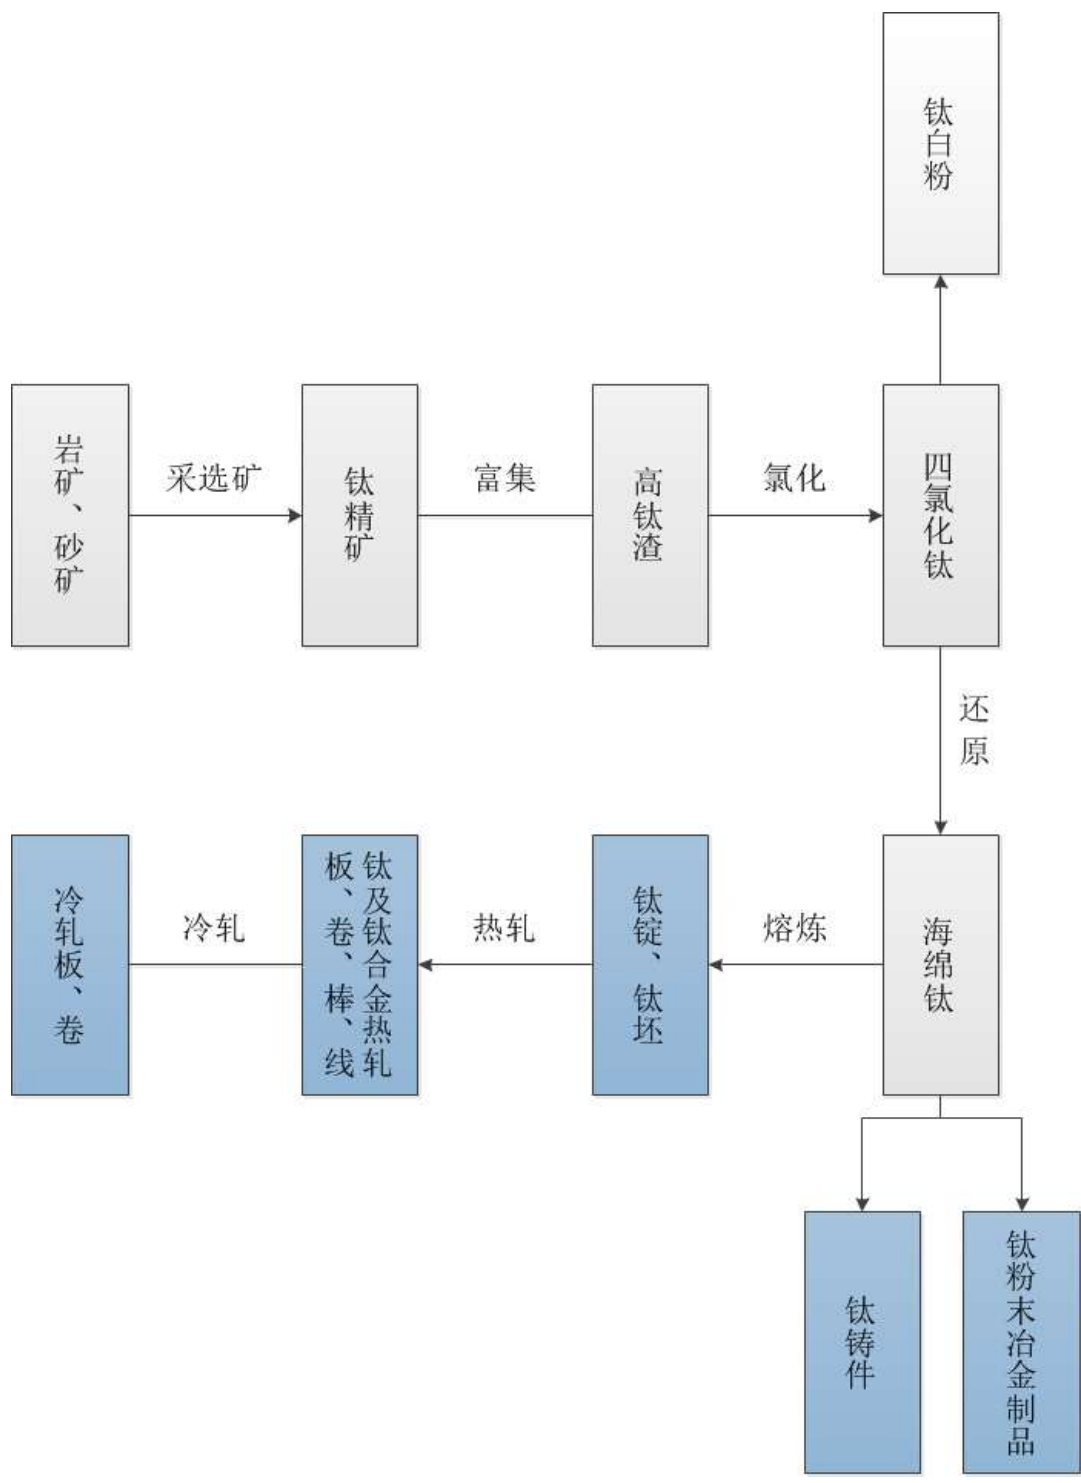 钛白粉
岩矿、砂矿
采选矿
钛精矿
富集
高钛渣
氯化
四氯化钛
还原
冷轧板、卷
冷轧
钛及钛合金热轧
板、卷、棒、线
热轧
钛锭、钛坯
熔炼
海绵钛
钛铸件
钛粉末冶金制品